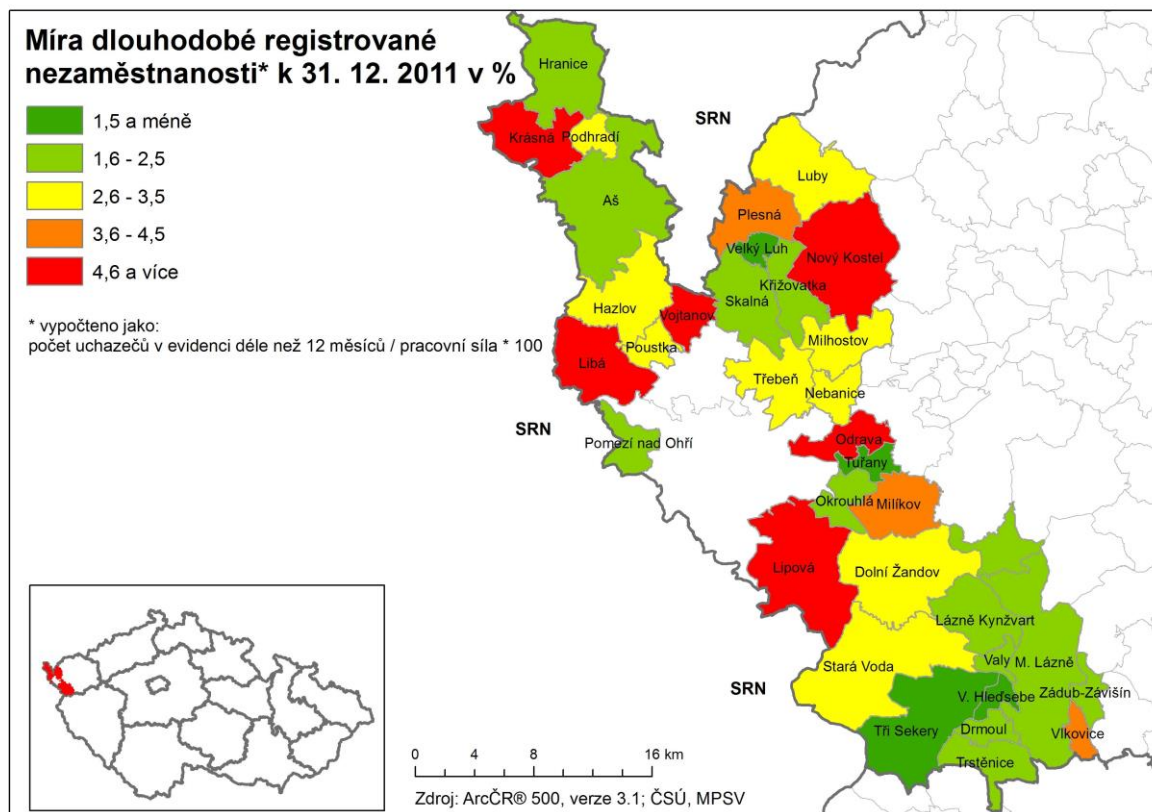 Míra dlouhodobé registrované
nezaměstnanosti* k 31. 12. 2011 v %
1,5 a méně
1,6 - 2,5
2,6 - 3,5
3,6 - 4,5
4,6 a více
* vypočteno jako:
počet uchazečů v evidenci déle než 12 měsíců / pracovní síla * 100
Hranice
SRN
Krásná
Podhradí
Luby
Aš
Plesná
Velký Luh
Nový Kostel
Křižovatka
Skalná
Hazlov
Vojtanov
Milhostov
Poustka
Libá
Třebeň
Nebanice
SRN
Pomezí nad Ohří
Odrava
Tuřany
Okrouhlá
Milíkov
Lipová
Dolní Žandov
Lázně Kynžvart
Stará Voda
Valy
M. Lázně
SRN
V. Hleďsebe
Zádub-Závišín
Tři Sekery
Drmoul
Vlkovice
Trstěnice
0 4 8 16 km
Zdroj: ArcČR® 500, verze 3.1; ČSÚ, MPSV